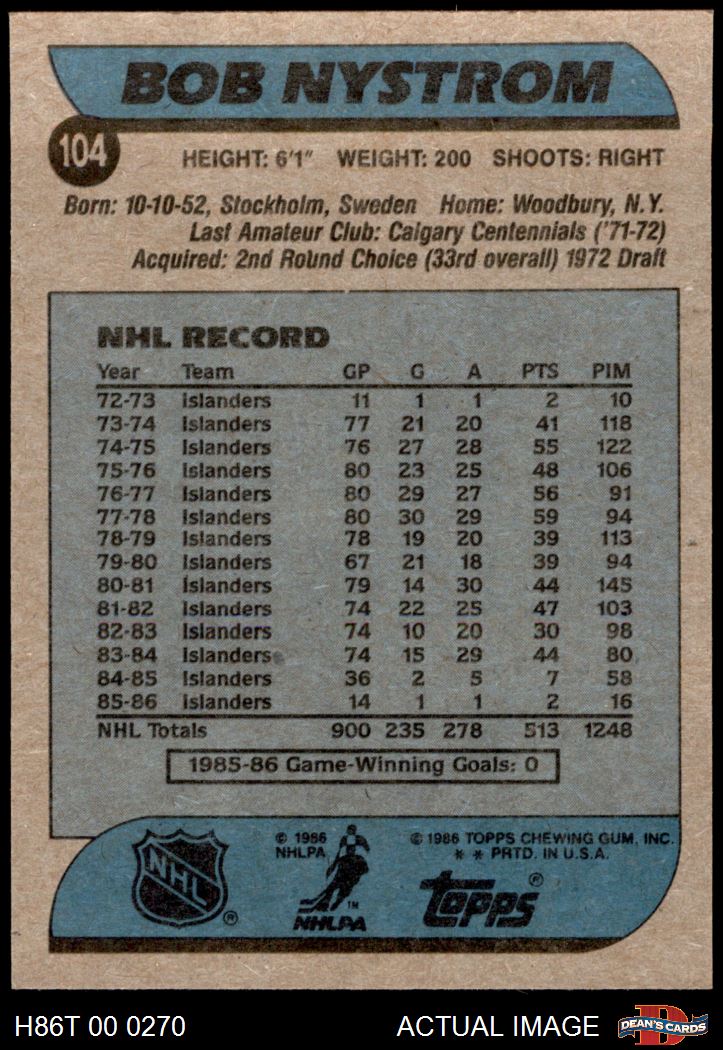 BOB NYSTROM
104
HEIGHT: 6'1" WEIGHT: 200 SHOOTS: RIGHT
Born: 10-10-52, Stockholm, Sweden Home: Woodbury, N.Y.
Last Amateur Club: Calgary Centennials ('71-72)
Acquired: 2nd Round Choice (33rd overall) 1972 Draft
NHL RECORD
Year Team GP G A PTS PIM
72-73 Islanders 11 1 1 2 10
73-74 Islanders 77 21 20 41 118
74-75 Islanders 76 27 28 55 122
75-76 Islanders 80 23 25 48 106
76-77 Islanders 80 29 27 56 91
77-78 Islanders 80 30 29 59 94
78-79 Islanders 78 19 20 39 113
79-80 Islanders 67 21 18 39 94
80-81 Islanders 79 14 30 44 145
81-82 Islanders 74 22 25 47 103
82-83 Islanders 74 10 20 30 98
83-84 Islanders 74 15 29 44 80
84-85 Islanders 36 2 5 7 58
85-86 Islanders 14 1 1 2 16
NHL Totals 900 235 278 513 1248
1985-86 Game-Winning Goals: 0
NHL ®
© 1986
NHLPA
™
NHLPA
© 1986 TOPPS CHEWING GUM, INC.
* * PRTD. IN U.S.A.
topps ®
H86T 00 0270 ACTUAL IMAGE
D
DEAN'S CARDS